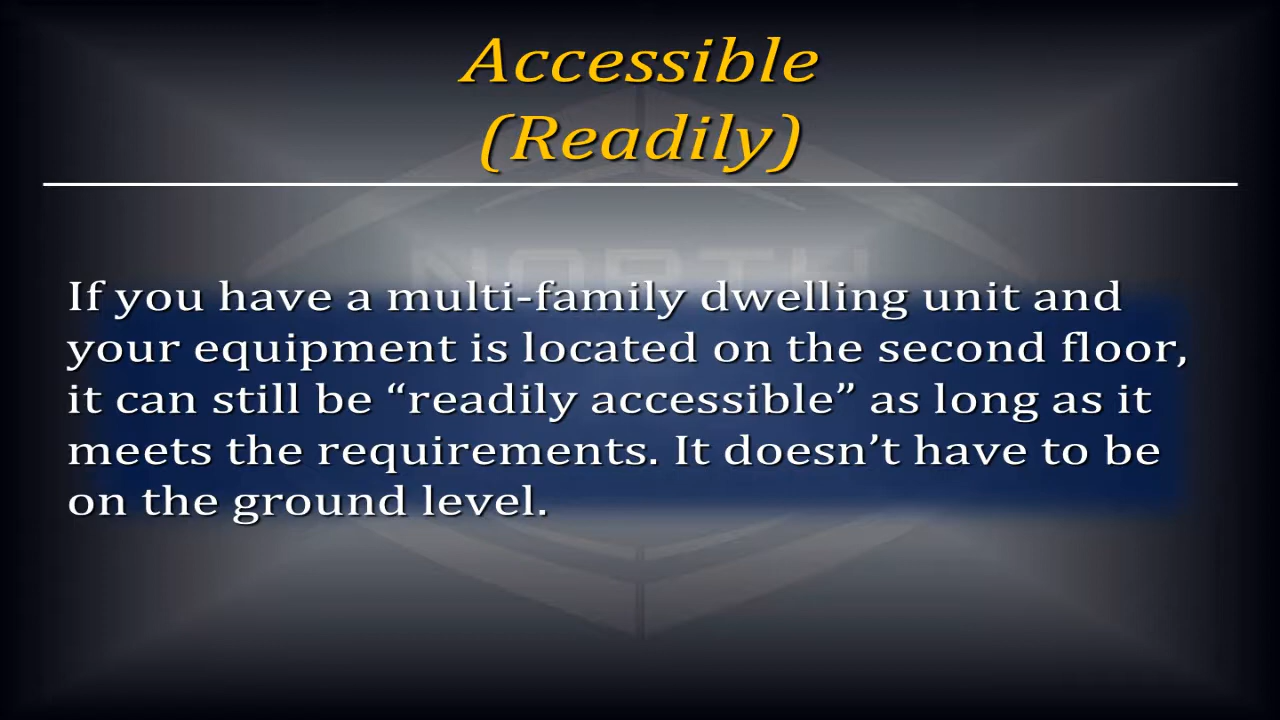 Accessible
(Readily)
NORTH
If you have a multi-family dwelling unit and
your equipment is located on the second floor,
it can still be “readily accessible” as long as it
meets the requirements. It doesn’t have to be
on the ground level.